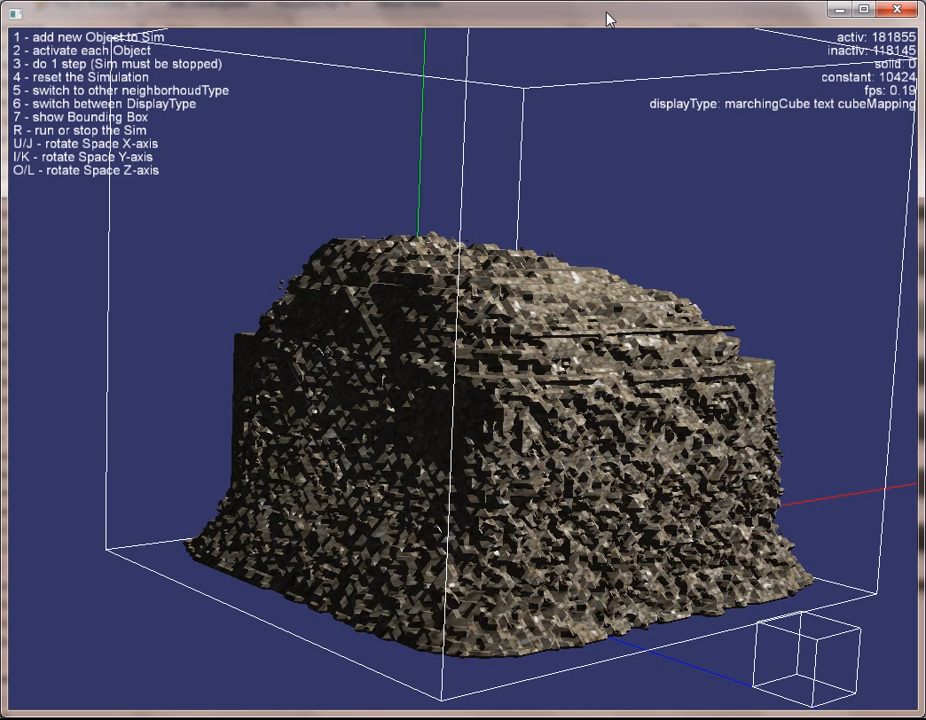 1 - add new Object to Sim
2 - activate each Object
3 - do 1 step (Sim must be stopped)
4 - reset the Simulation
5 - switch to other neighborhoudType
6 - switch between DisplayType
7 - show Bounding Box
R - run or stop the Sim
U/J - rotate Space X-axis
I/K - rotate Space Y-axis
O/L - rotate Space Z-axis
activ: 181855
inactiv: 118145
solid: 0
constant: 10424
fps: 0.19
displayType: marchingCube text cubeMapping